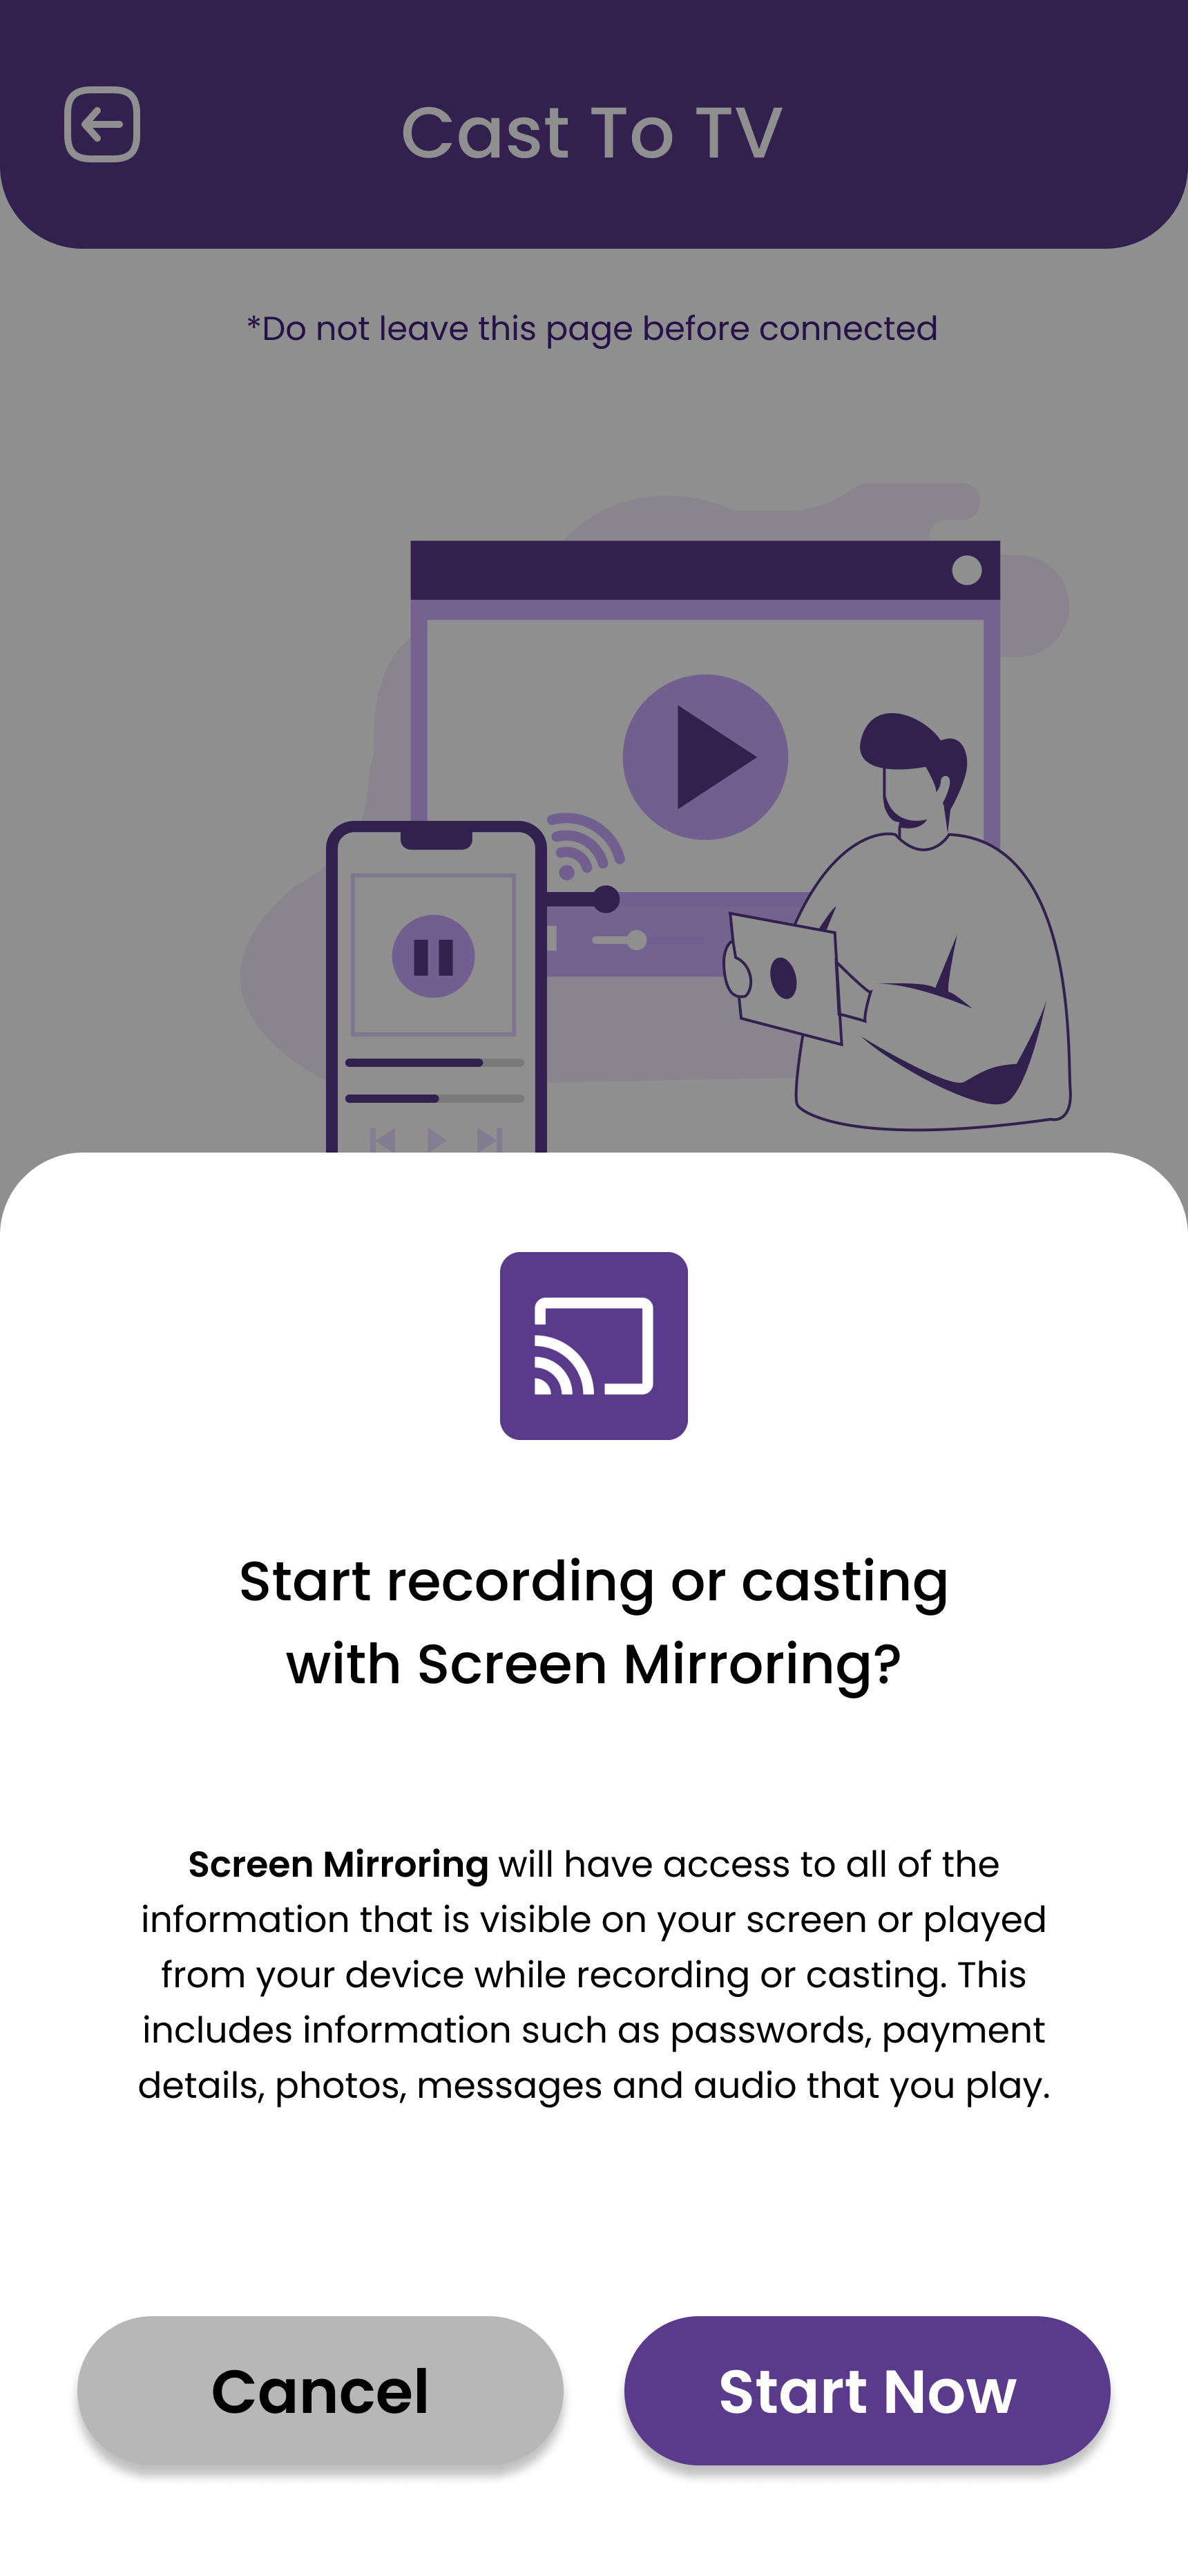 Cast To TV
*Do not leave this page before connected
Start recording or casting
with Screen Mirroring?
Screen Mirroring will have access to all of the
information that is visible on your screen or played
from your device while recording or casting. This
includes information such as passwords, payment
details, photos, messages and audio that you play.
Cancel
Start Now